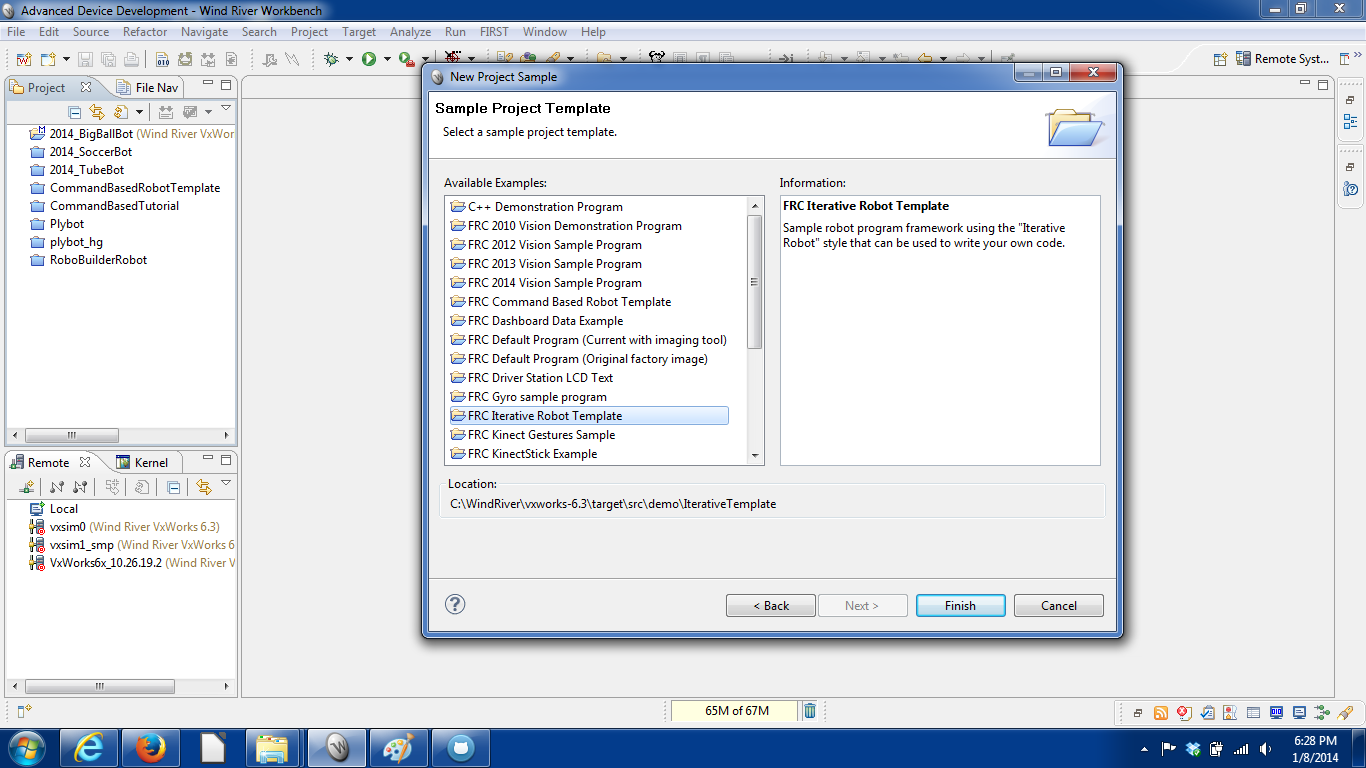 Advanced Device Development - Wind River Workbench
File Edit Source Refactor Navigate Search Project Target Analyze Run FIRST Window Help
Remote Syst...
Project
File Nav
2014_BigBallBot (Wind River VxWor
2014_SoccerBot
2014_TubeBot
CommandBasedRobotTemplate
CommandBasedTutorial
Plybot
plybot_hg
RoboBuilderRobot
Remote
Kernel
Local
vxsim0 (Wind River VxWorks 6.3)
vxsim1_smp (Wind River VxWorks 6
VxWorks6x_10.26.19.2 (Wind River V
New Project Sample
Sample Project Template
Select a sample project template.
Available Examples:
C++ Demonstration Program
FRC 2010 Vision Demonstration Program
FRC 2012 Vision Sample Program
FRC 2013 Vision Sample Program
FRC 2014 Vision Sample Program
FRC Command Based Robot Template
FRC Dashboard Data Example
FRC Default Program (Current with imaging tool)
FRC Default Program (Original factory image)
FRC Driver Station LCD Text
FRC Gyro sample program
FRC Iterative Robot Template
FRC Kinect Gestures Sample
FRC KinectStick Example
Information:
FRC Iterative Robot Template
Sample robot program framework using the "Iterative
Robot" style that can be used to write your own code.
Location:
C:\WindRiver\vxworks-6.3\target\src\demo\IterativeTemplate
< Back
Next >
Finish
Cancel
65M of 67M
6:28 PM
1/8/2014